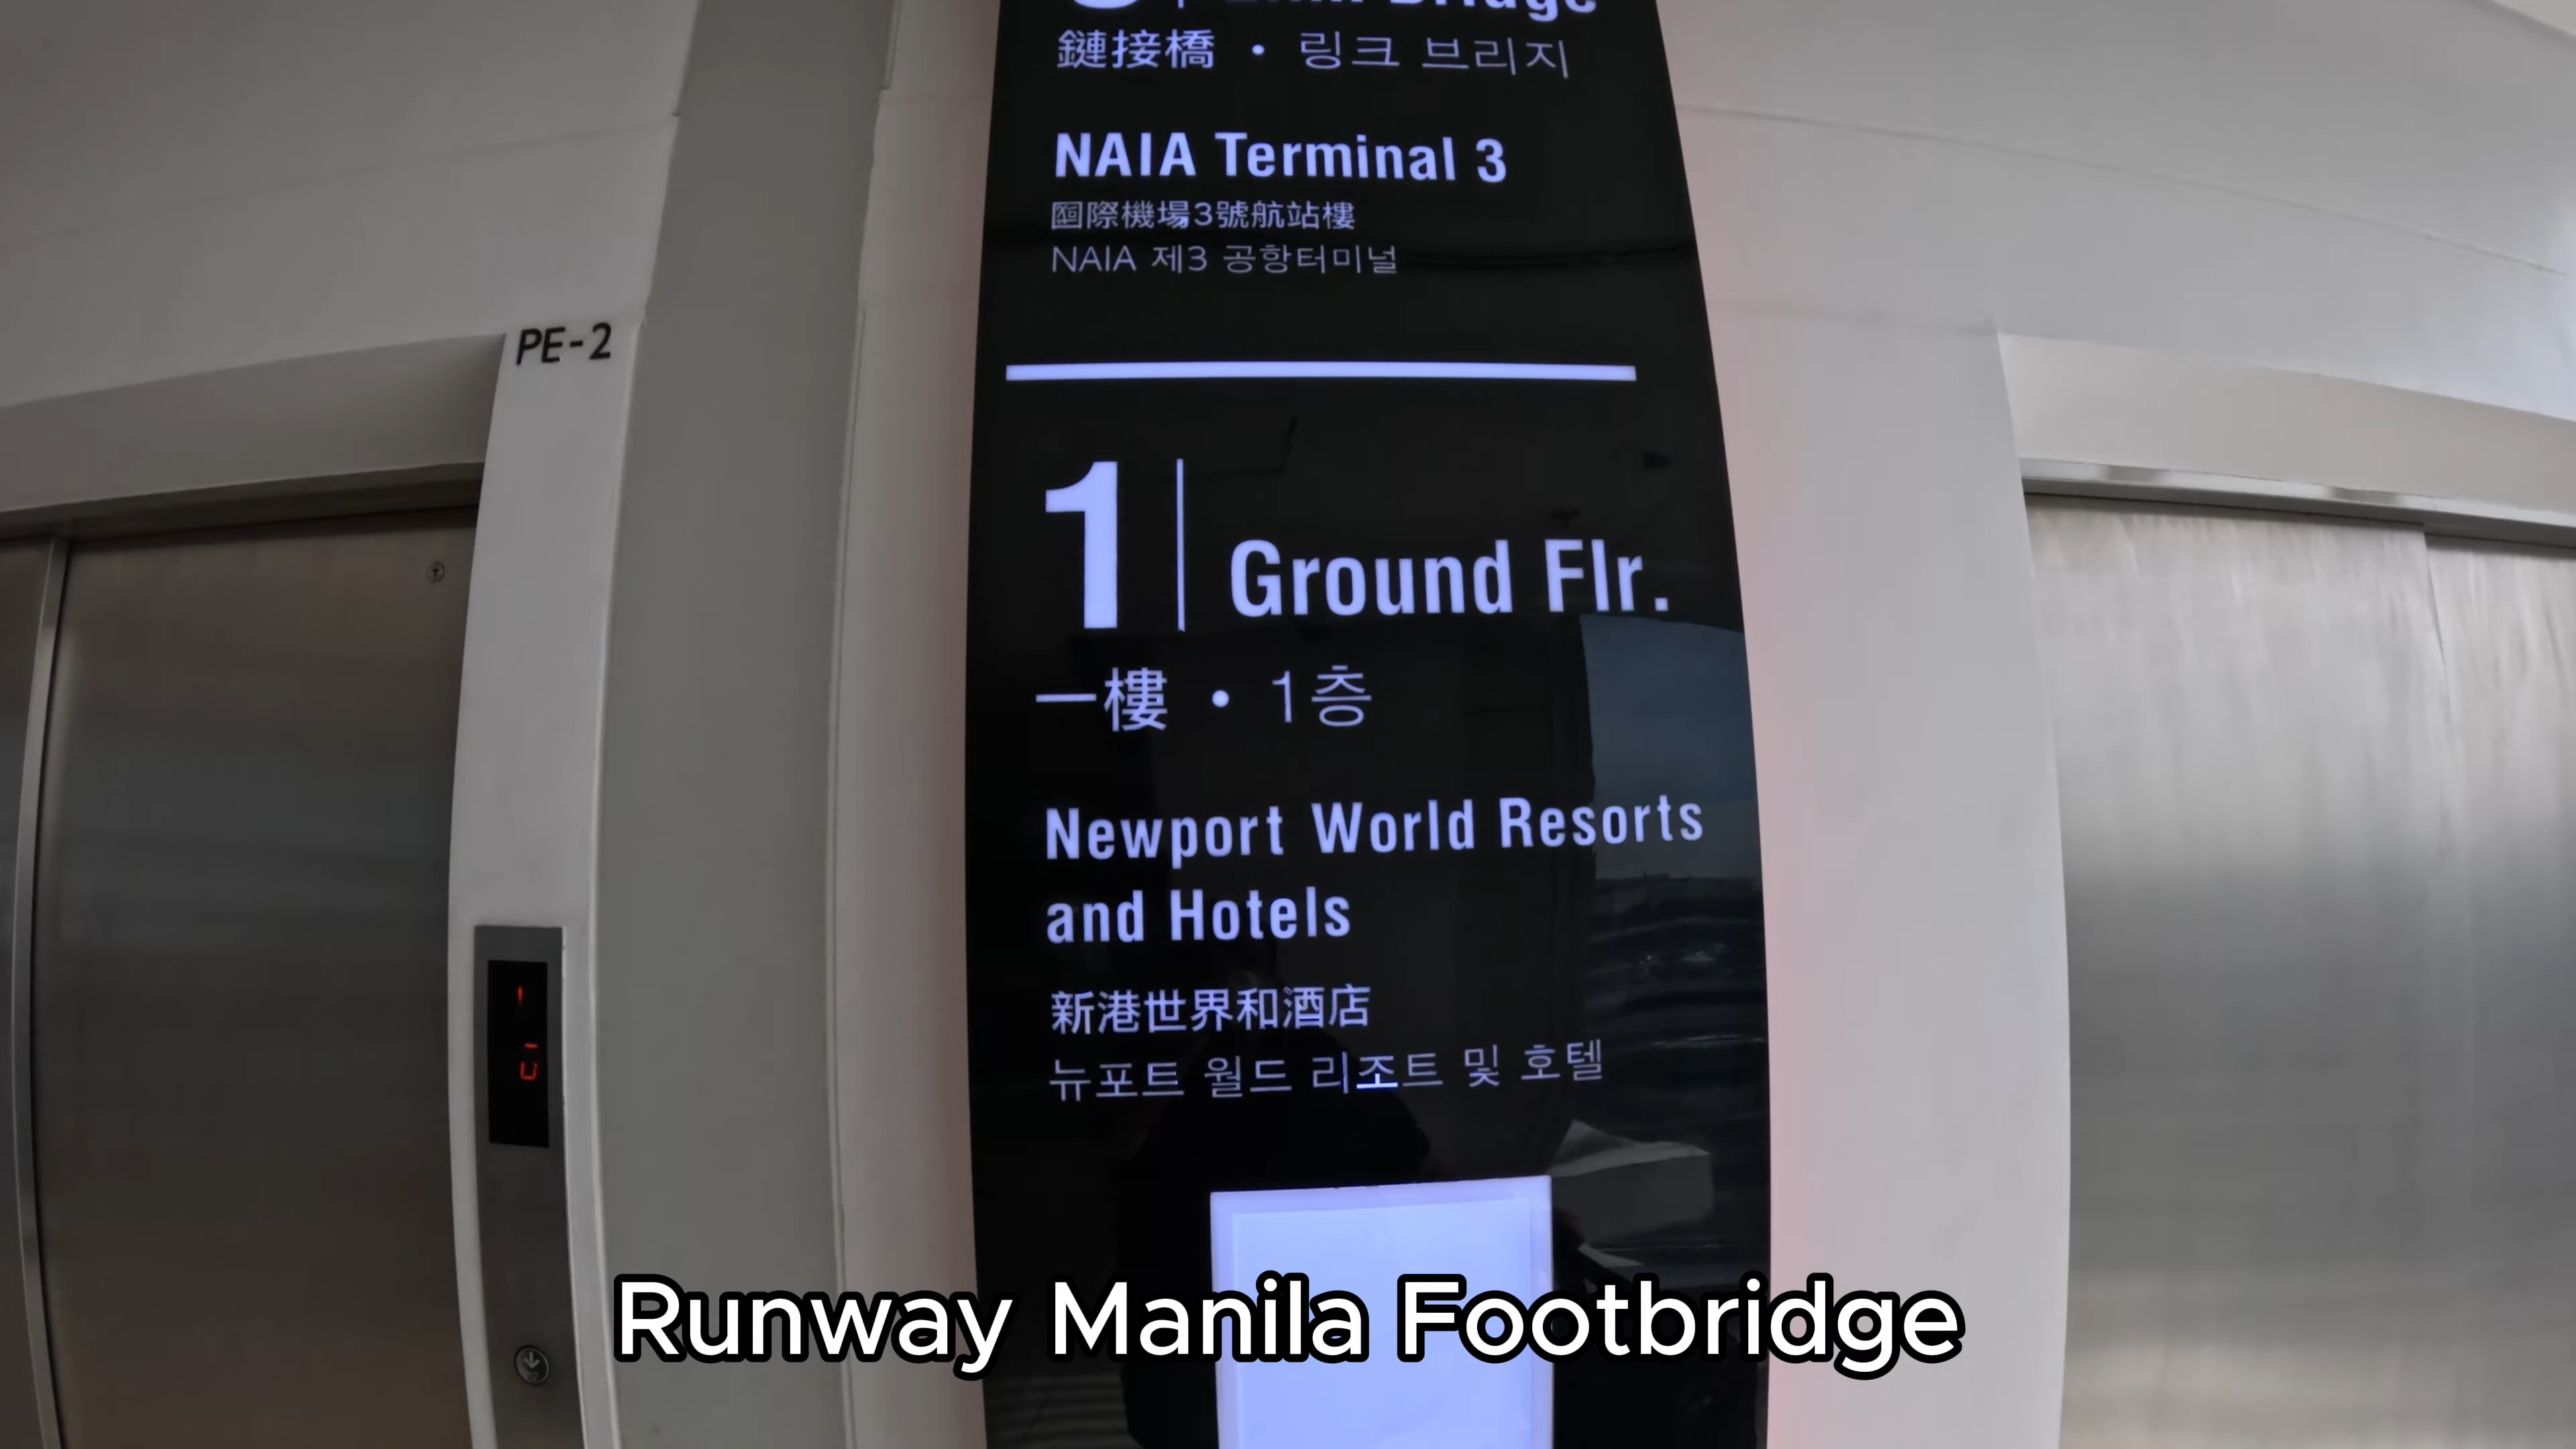 Bridge
鏈接橋 • 링크 브리지
NAIA Terminal 3
國際機場3號航站樓
NAIA 제3 공항터미널
PE-2
1 Ground Flr.
一樓 • 1층
Newport World Resorts
and Hotels
新港世界和酒店
뉴포트 월드 리조트 및 호텔
Runway Manila Footbridge